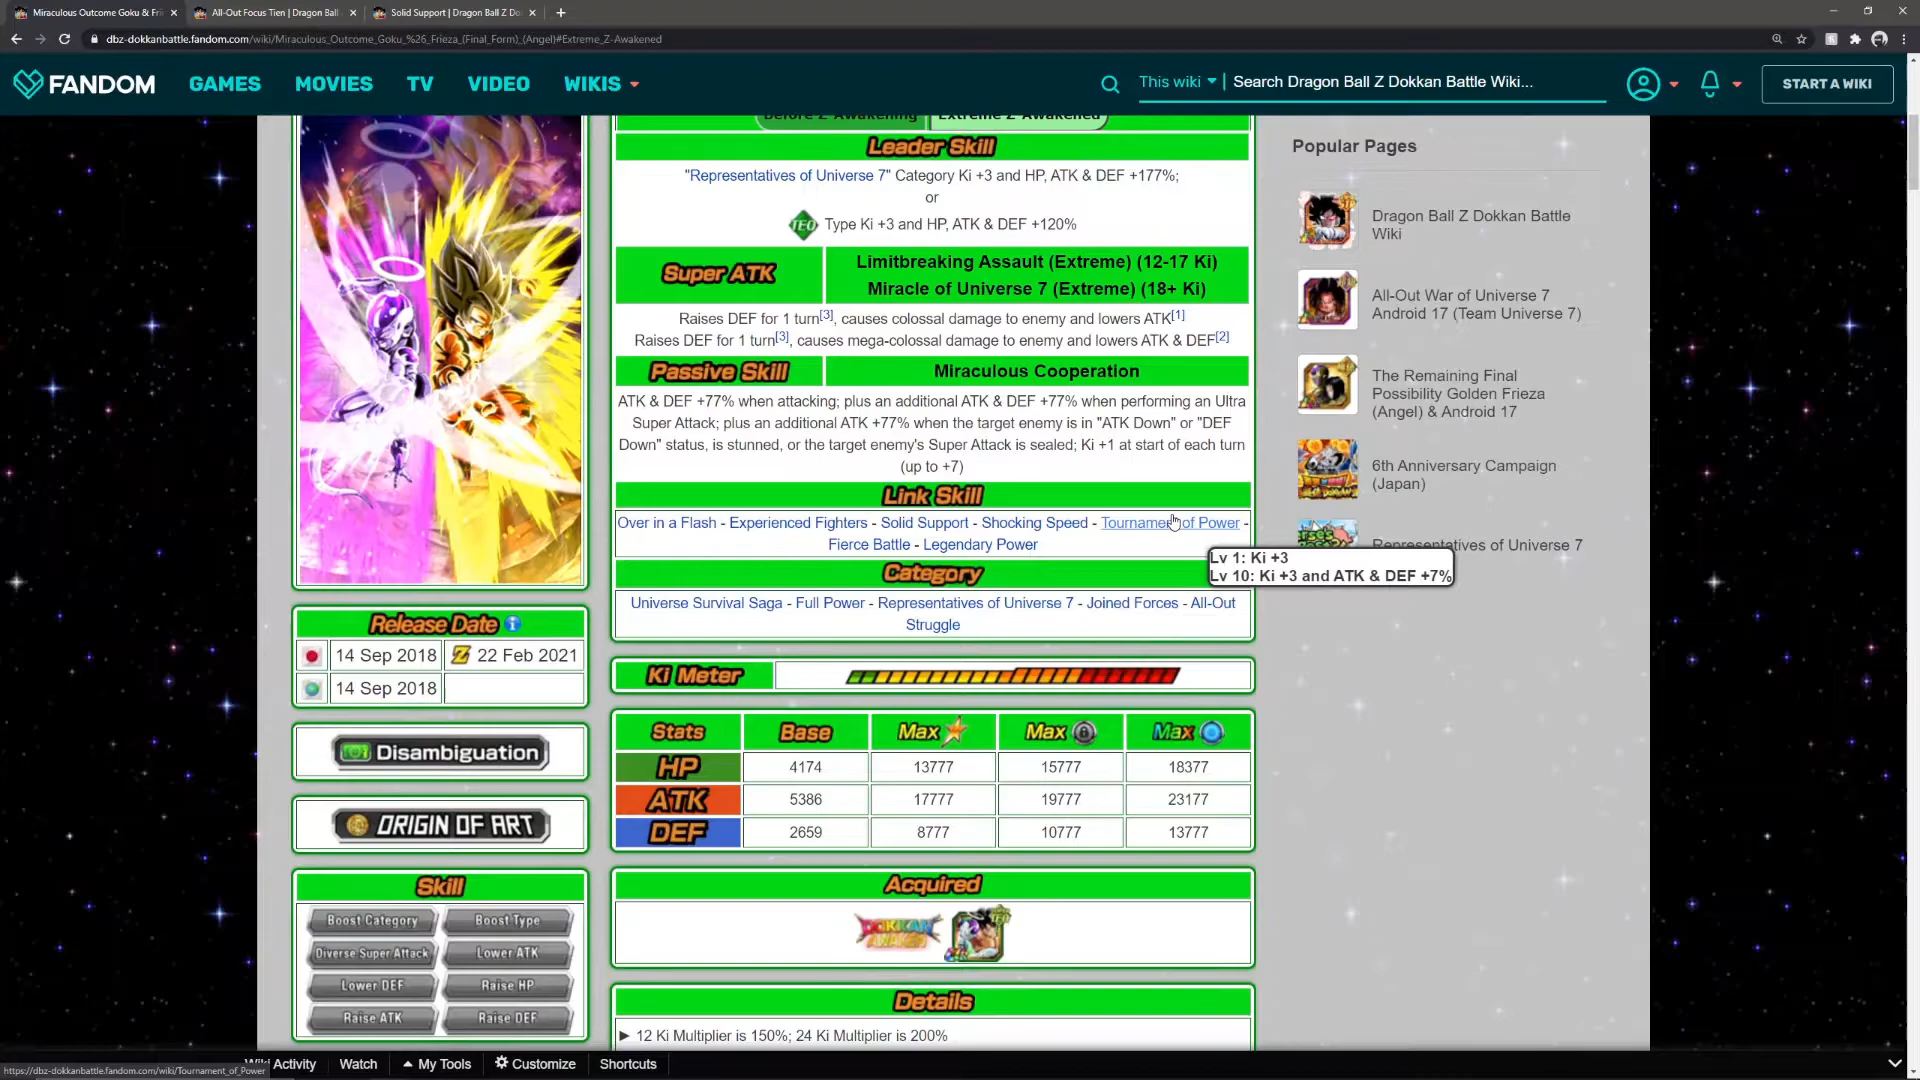 Miraculous Outcome Goku & Fri
All-Out Focus Tien | Dragon Ball
Solid Support | Dragon Ball Z Do
dbz-dokkanbattle.fandom.com/wiki/Miraculous_Outcome_Goku_%26_Frieza_(Final_Form)_(Angel)#Extreme_Z-Awakened
FANDOM
GAMES
MOVIES
TV
VIDEO
WIKIS
This wiki
Search Dragon Ball Z Dokkan Battle Wiki...
START A WIKI
Before Z-Awakening
Extreme Z-Awakened
Leader Skill
"Representatives of Universe 7" Category Ki +3 and HP, ATK & DEF +177%;
or
TEQ Type Ki +3 and HP, ATK & DEF +120%
Super ATK
Limitbreaking Assault (Extreme) (12-17 Ki)
Miracle of Universe 7 (Extreme) (18+ Ki)
Raises DEF for 1 turn[3], causes colossal damage to enemy and lowers ATK[1]
Raises DEF for 1 turn[3], causes mega-colossal damage to enemy and lowers ATK & DEF[2]
Passive Skill
Miraculous Cooperation
ATK & DEF +77% when attacking; plus an additional ATK & DEF +77% when performing an Ultra
Super Attack; plus an additional ATK +77% when the target enemy is in "ATK Down" or "DEF
Down" status, is stunned, or the target enemy's Super Attack is sealed; Ki +1 at start of each turn
(up to +7)
Link Skill
Over in a Flash - Experienced Fighters - Solid Support - Shocking Speed - Tournament of Power -
Fierce Battle - Legendary Power
Lv 1: Ki +3
Lv 10: Ki +3 and ATK & DEF +7%
Category
Universe Survival Saga - Full Power - Representatives of Universe 7 - Joined Forces - All-Out
Struggle
Ki Meter
Stats Base Max Max Max
HP 4174 13777 15777 18377
ATK 5386 17777 19777 23177
DEF 2659 8777 10777 13777
Acquired
DOKKAN
AWAKEN
Details
► 12 Ki Multiplier is 150%; 24 Ki Multiplier is 200%
Release Date
14 Sep 2018
22 Feb 2021
14 Sep 2018
Disambiguation
ORIGIN OF ART
Skill
Boost Category
Boost Type
Diverse Super Attack
Lower ATK
Lower DEF
Raise HP
Raise ATK
Raise DEF
Popular Pages
Dragon Ball Z Dokkan Battle
Wiki
All-Out War of Universe 7
Android 17 (Team Universe 7)
The Remaining Final
Possibility Golden Frieza
(Angel) & Android 17
6th Anniversary Campaign
(Japan)
Representatives of Universe 7
Wiki Activity
Watch
My Tools
Customize
Shortcuts
https://dbz-dokkanbattle.fandom.com/wiki/Tournament_of_Power